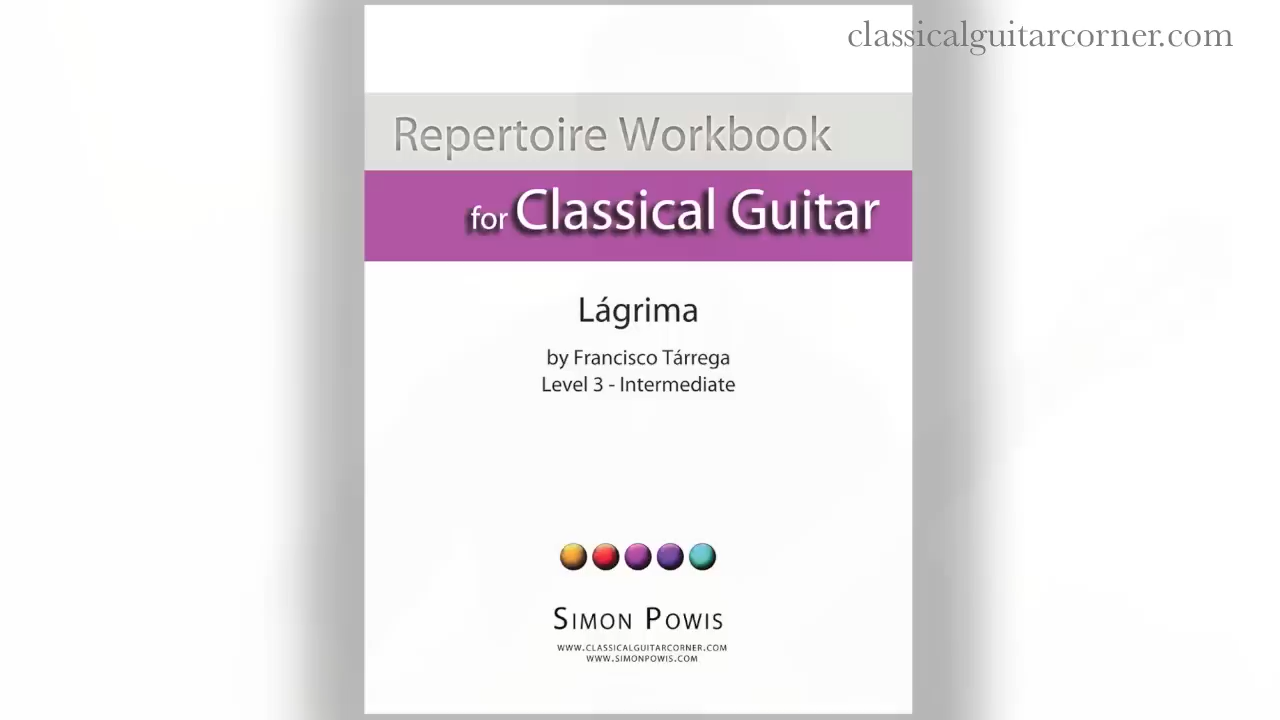 classicalguitarcorner.com
Repertoire Workbook
for Classical Guitar
Lágrima
by Francisco Tárrega
Level 3 - Intermediate
SIMON POWIS
WWW.CLASSICALGUITARCORNER.COM
WWW.SIMONPOWIS.COM